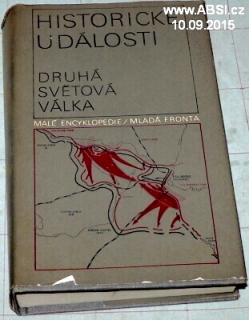 www.ABSI.cz
10.09.2015
HISTORICKÉ
UDÁLOSTI
DRUHÁ
SVĚTOVÁ
VÁLKA
MALÉ ENCYKLOPEDIE/MLADÁ FRONTA